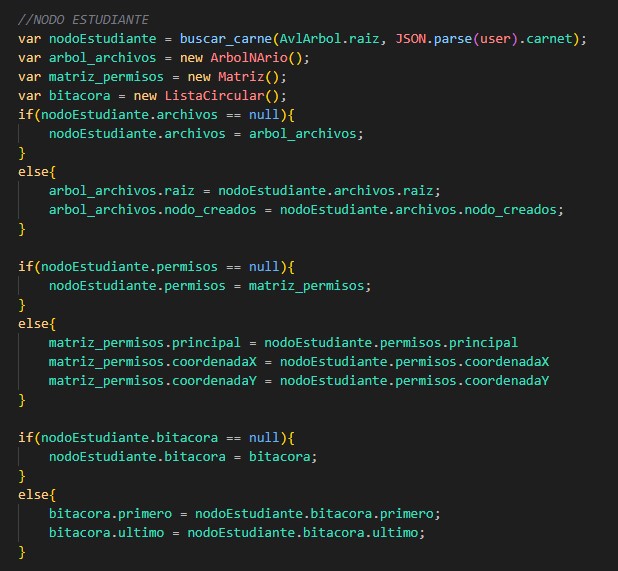 //NODO ESTUDIANTE
var nodoEstudiante = buscar_carne(AvlArbol.raiz, JSON.parse(user).carnet);
var arbol_archivos = new ArbolNArio();
var matriz_permisos = new Matriz();
var bitacora = new ListaCircular();
if(nodoEstudiante.archivos == null){
    nodoEstudiante.archivos = arbol_archivos;
}
else{
    arbol_archivos.raiz = nodoEstudiante.archivos.raiz;
    arbol_archivos.nodo_creados = nodoEstudiante.archivos.nodo_creados;
}

if(nodoEstudiante.permisos == null){
    nodoEstudiante.permisos = matriz_permisos;
}
else{
    matriz_permisos.principal = nodoEstudiante.permisos.principal
    matriz_permisos.coordenadaX = nodoEstudiante.permisos.coordenadaX
    matriz_permisos.coordenadaY = nodoEstudiante.permisos.coordenadaY
}

if(nodoEstudiante.bitacora == null){
    nodoEstudiante.bitacora = bitacora;
}
else{
    bitacora.primero = nodoEstudiante.bitacora.primero;
    bitacora.ultimo = nodoEstudiante.bitacora.ultimo;
}